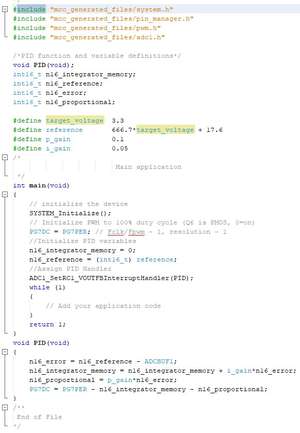 #include "mcc_generated_files/system.h"
#include "mcc_generated_files/pin_manager.h"
#include "mcc_generated_files/pwm.h"
#include "mcc_generated_files/adc1.h"
/*PID function and variable definitions*/
void PID(void);
int16_t n16_integrator_memory;
int16_t n16_reference;
int16_t n16_error;
int16_t n16_proportional;
#define target_voltage 3.3
#define reference 666.7*target_voltage + 17.6
#define p_gain 0.1
#define i_gain 0.05
/*
Main application
*/
int main(void)
{
// initialize the device
SYSTEM_Initialize();
// Initialize PWM to 100% duty cycle (Q6 is PMOS, 0=on)
PG7DC = PG7PER; // Fclk/Fpwm - 1, resolution - 1
//Initialize PID variables
n16_integrator_memory = 0;
n16_reference = (int16_t) reference;
//Assign PID Handler
ADC1_SetRC1_VOUTFBInterruptHandler(PID);
while (1)
{
// Add your application code
}
return 1;
}
void PID(void)
{
n16_error = n16_reference - ADCBUF1;
n16_integrator_memory = n16_integrator_memory + i_gain*n16_error;
n16_proportional = p_gain*n16_error;
PG7DC = PG7PER - n16_integrator_memory - n16_proportional;
}
/**
End of File
*/